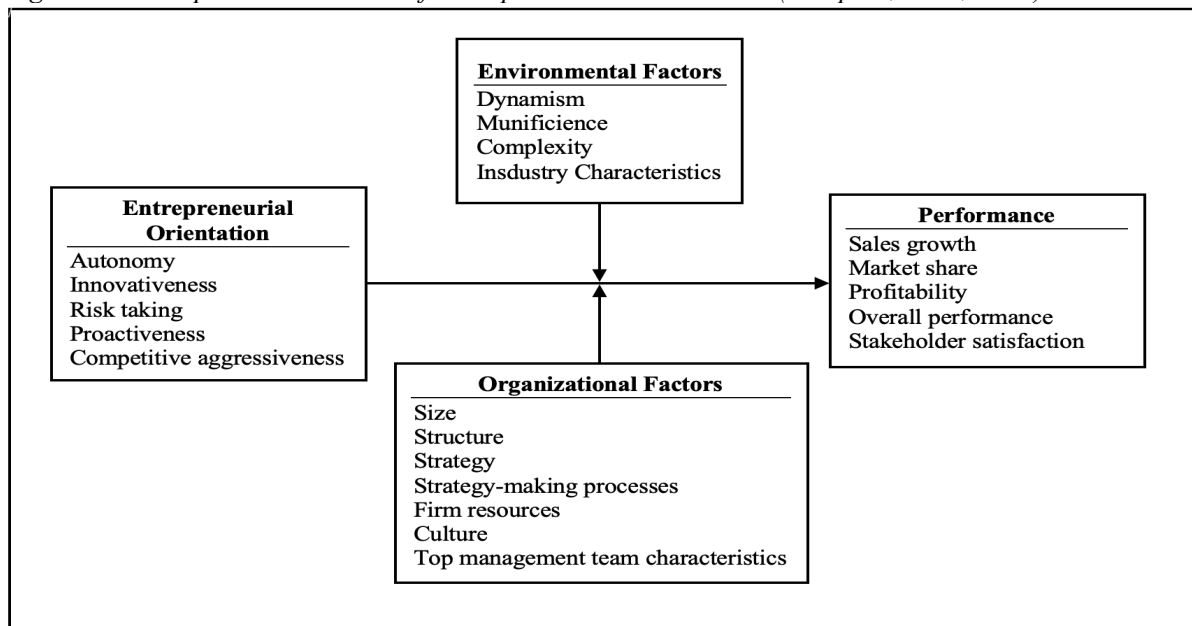 Environmental Factors
Dynamism
Munificience
Complexity
Insdustry Characteristics
Entrepreneurial
Orientation
Autonomy
Innovativeness
Risk taking
Proactiveness
Competitive aggressiveness
Performance
Sales growth
Market share
Profitability
Overall performance
Stakeholder satisfaction
Organizational Factors
Size
Structure
Strategy
Strategy-making processes
Firm resources
Culture
Top management team characteristics